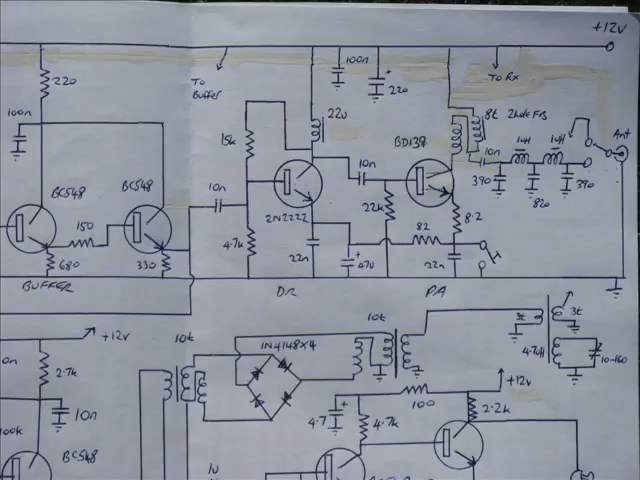 +12v
220
100n
To
Buffer
100n
+
220
To Rx
8t 2hole FB
22u
15k
BD139
10n
1uH
1uH
Ant
BC548
BC548
10n
10n
390
820
390
2N2222
22k
8.2
150
4.7k
82
680
330
22n
+
47u
22n
BUFFER
DR
PA
+12v
10t
1N4148x4
10t
3t
3t
4.7uH
10-160
2.7k
+12v
10n
4.7
+
4.7k
100
2.2k
100k
BC548
1u